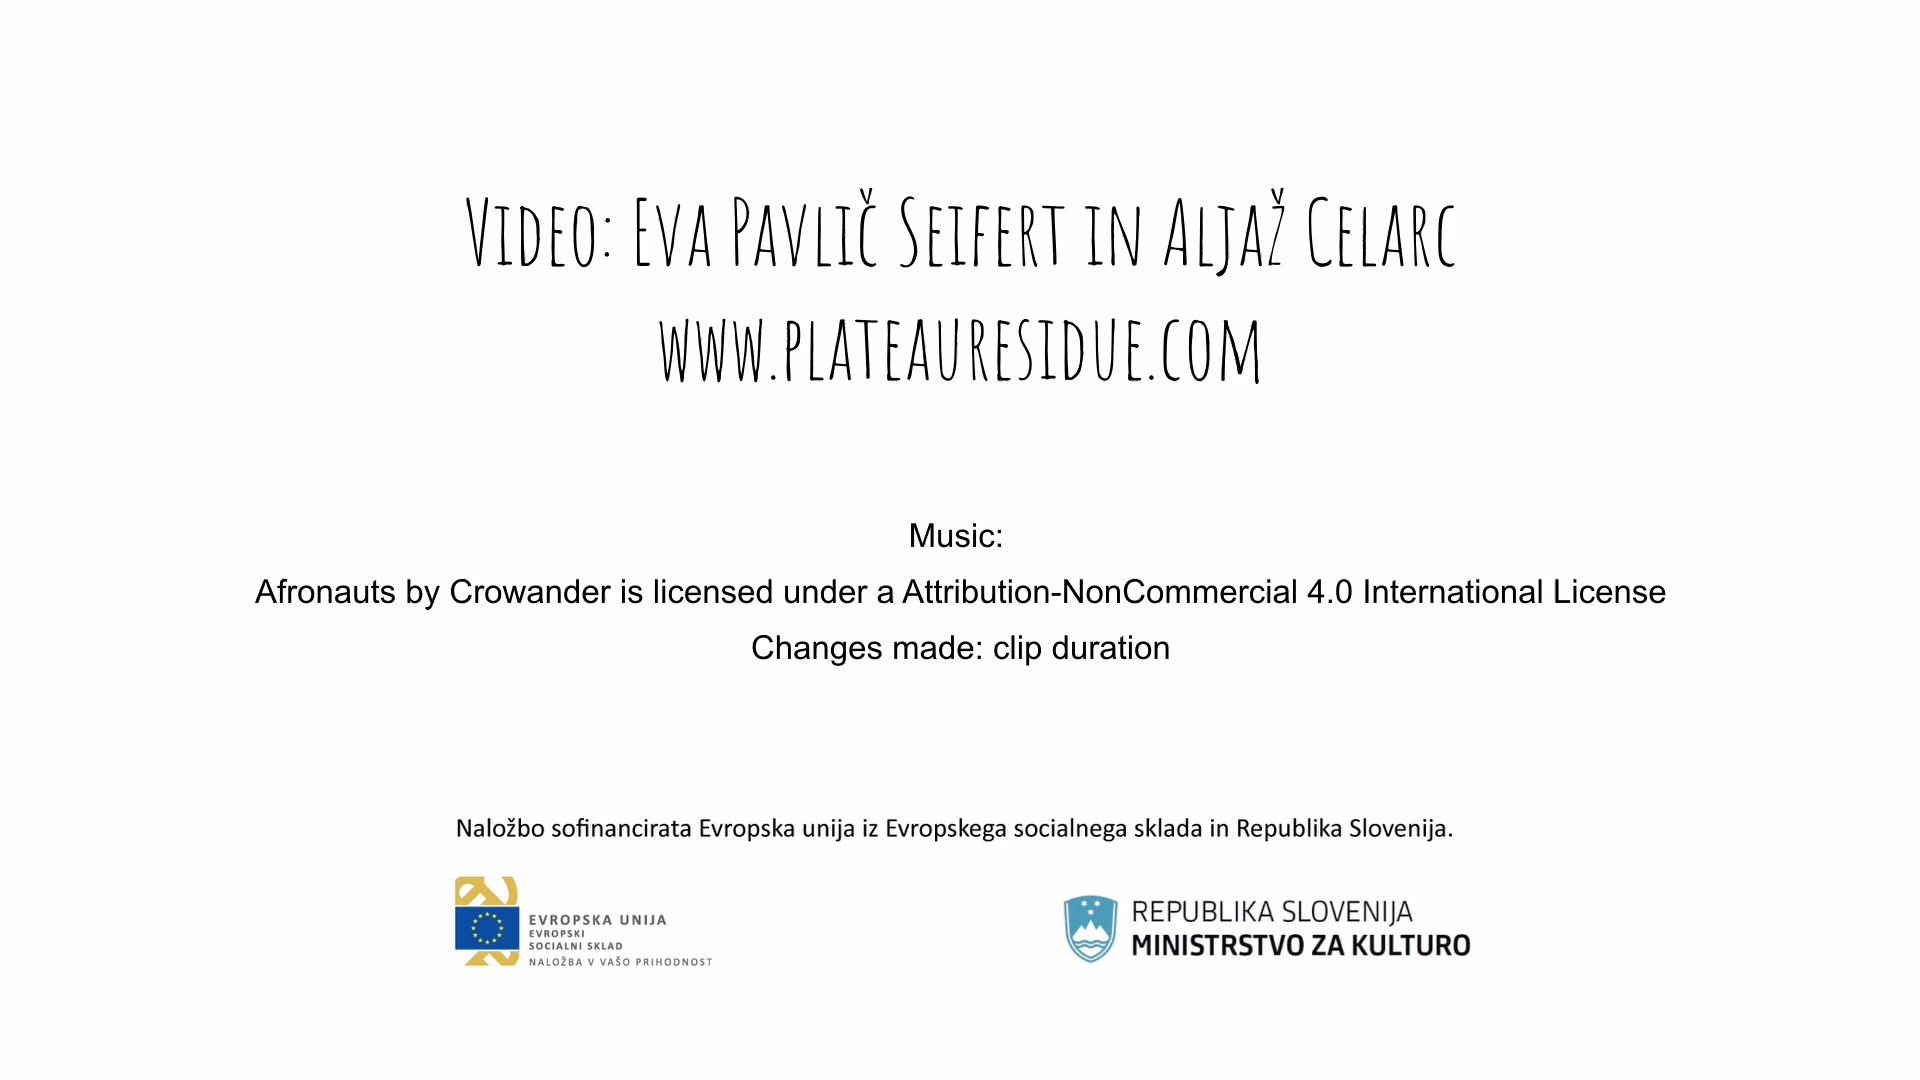 Video: Eva Pavlič Seifert in Aljaž Celarc
www.plateauresidue.com
Music:
Afronauts by Crowander is licensed under a Attribution-NonCommercial 4.0 International License
Changes made: clip duration
Naložbo sofinancirata Evropska unija iz Evropskega socialnega sklada in Republika Slovenija.
EVROPSKA UNIJA
EVROPSKI
SOCIALNI SKLAD
NALOŽBA V VAŠO PRIHODNOST
REPUBLIKA SLOVENIJA
MINISTRSTVO ZA KULTURO